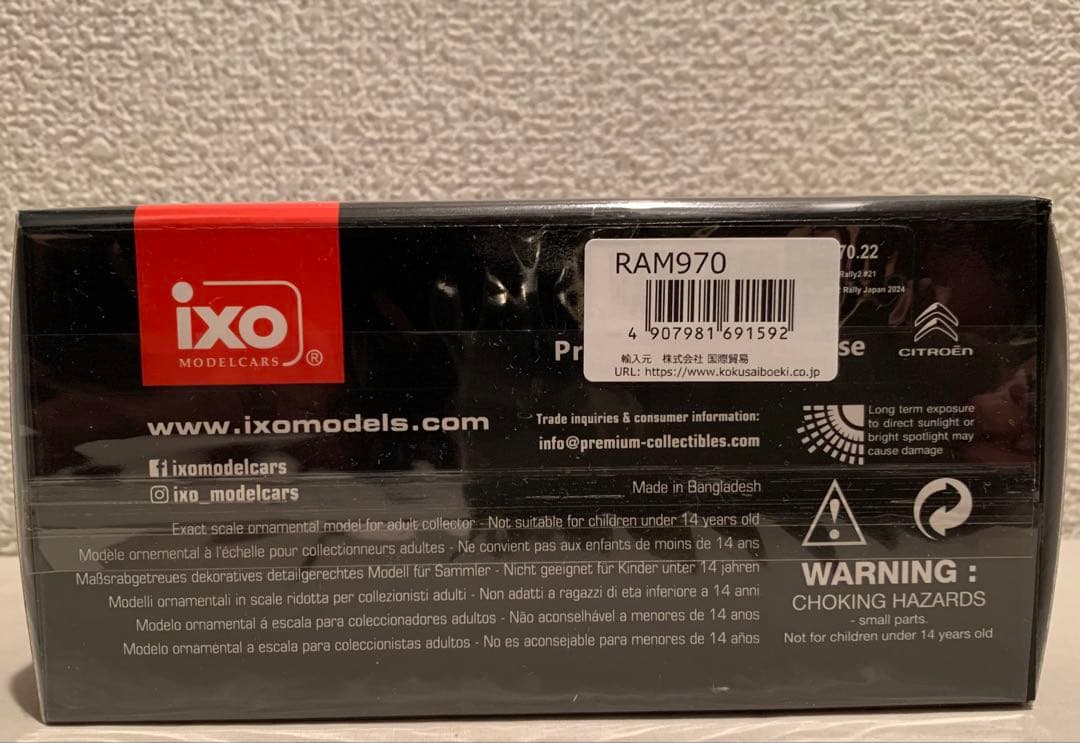 ixo
MODELCARS ®
RAM970
4 907981 691592
輸入元 株式会社 国際貿易
URL: https://www.kokusaiboeki.co.jp
70.22
Rally2 #21
Rally Japan 2024
Pr
se
CITROËN
www.ixomodels.com
ixomodelcars
ixo_modelcars
Trade inquiries & consumer information:
info@premium-collectibles.com
Long term exposure
to direct sunlight or
bright spotlight may
cause damage
Made in Bangladesh
Exact scale ornamental model for adult collector - Not suitable for children under 14 years old
Modèle ornemental à l'échelle pour collectionneurs adultes - Ne convient pas aux enfants de moins de 14 ans
Maßsrabgetreues dekoratives detailgerechtes Modell für Sammler - Nicht geeignet für Kinder unter 14 jahren
Modelli ornamentali in scale ridotta per collezionisti adulti - Non adatti a ragazzi di eta inferiore a 14 anni
Modelo ornamental á escala para coleccionadores adultos - Não aconselhável a menores de 14 anos
Modelo ornamental a escala para coleccionistas adultos - No es aconsejable para menores de 14 años
WARNING :
CHOKING HAZARDS
- small parts.
Not for children under 14 years old